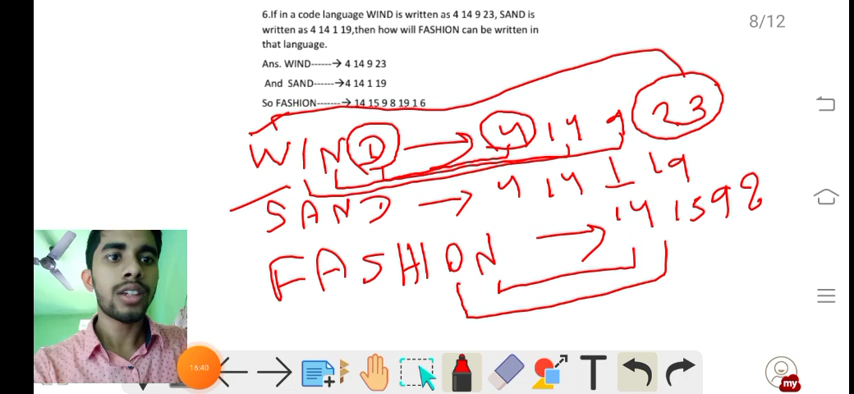 6.If in a code language WIND is written as 4 14 9 23, SAND is
written as 4 14 1 19,then how will FASHION can be written in
that language.
Ans. WIND------→ 4 14 9 23
And SAND------→4 14 1 19
So FASHION-------→ 14 15 9 8 19 1 6
8/12
WIND → 4 14 9 23
SAND → 4 14 1 19
FASHION → 14 15 9 8
16:40
T
my